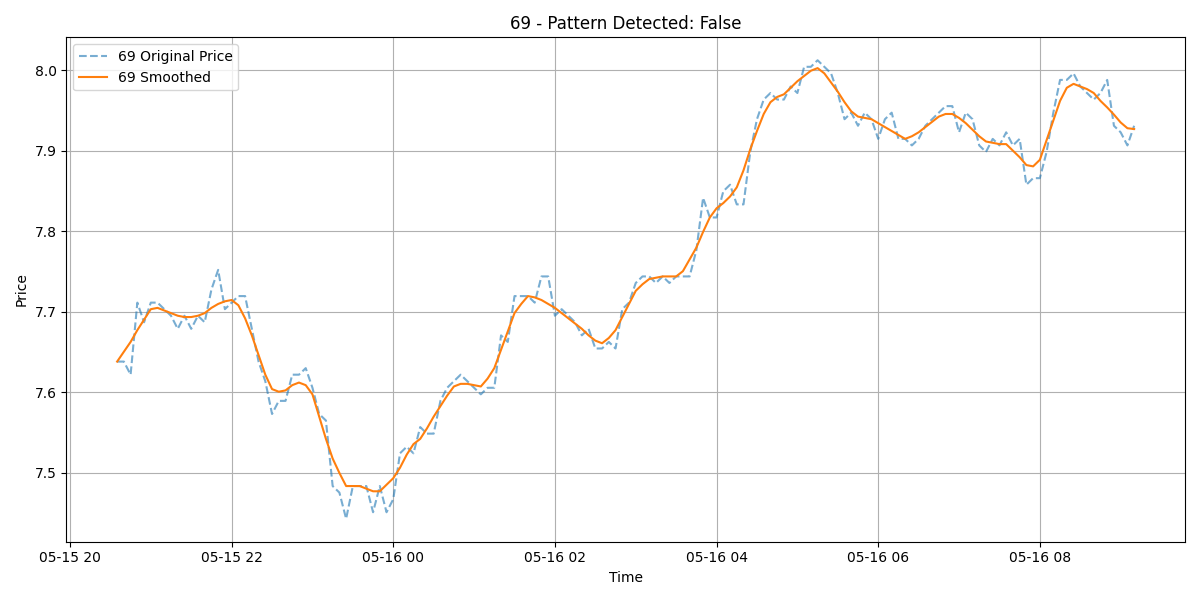 69 - Pattern Detected: False
69 Original Price
69 Smoothed
Price
8.0
7.9
7.8
7.7
7.6
7.5
05-15 20
05-15 22
05-16 00
05-16 02
05-16 04
05-16 06
05-16 08
Time